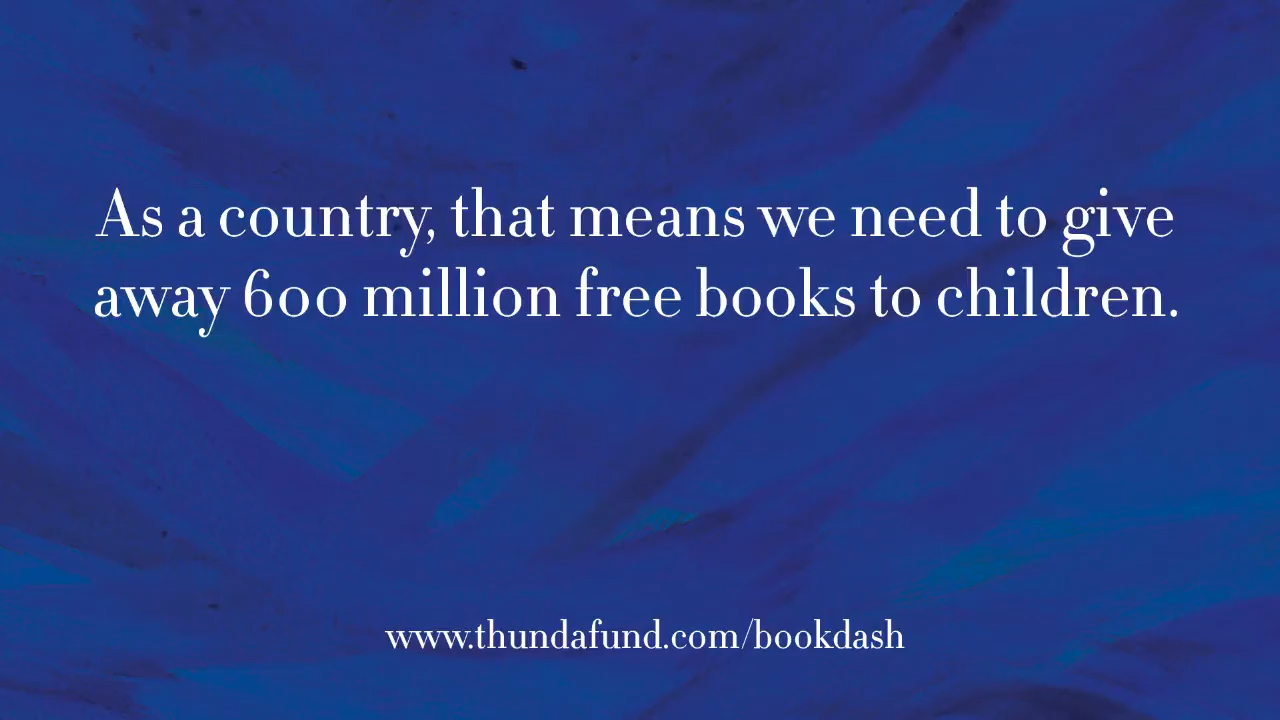 As a country, that means we need to give
away 600 million free books to children.
www.thundafund.com/bookdash